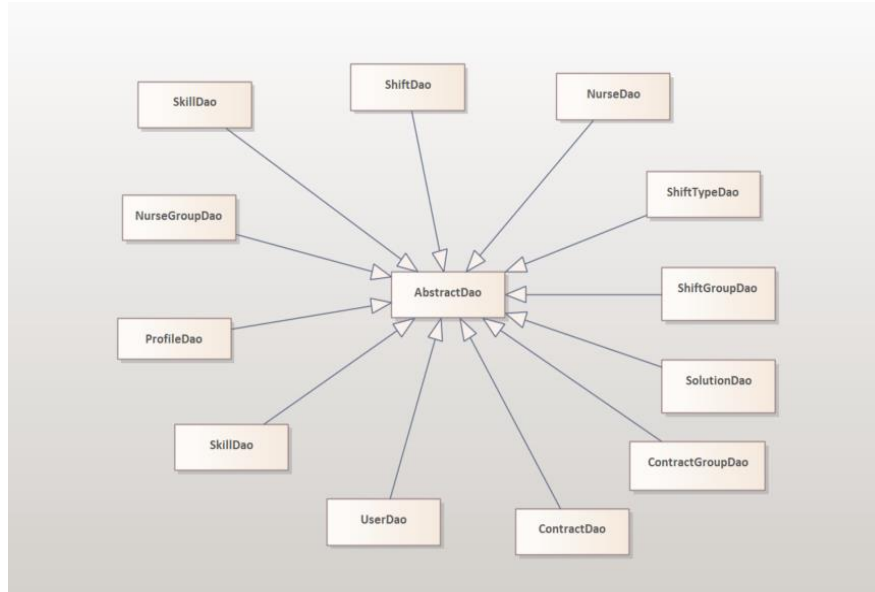 ShiftDao
SkillDao
NurseDao
ShiftTypeDao
NurseGroupDao
ShiftGroupDao
AbstractDao
ProfileDao
SolutionDao
SkillDao
ContractGroupDao
UserDao
ContractDao